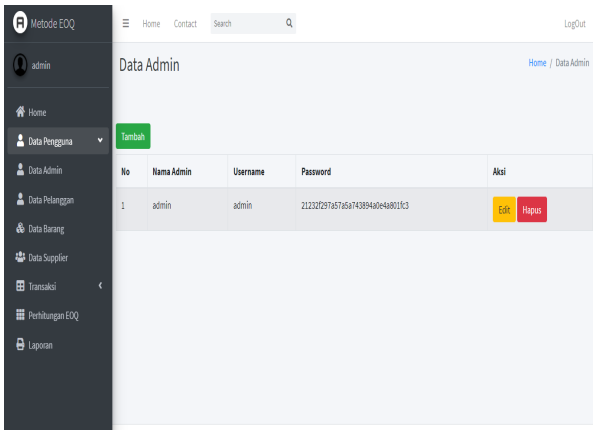 Metode EOQ
Home Contact Search LogOut
admin
Data Admin
Home / Data Admin
Home
Data Pengguna
Data Admin
Data Pelanggan
Data Barang
Data Supplier
Transaksi
Perhitungan EOQ
Laporan
Tambah
No Nama Admin Username Password Aksi
1 admin admin 21232f297a57a5a743894a0e4a801fc3 Edit Hapus